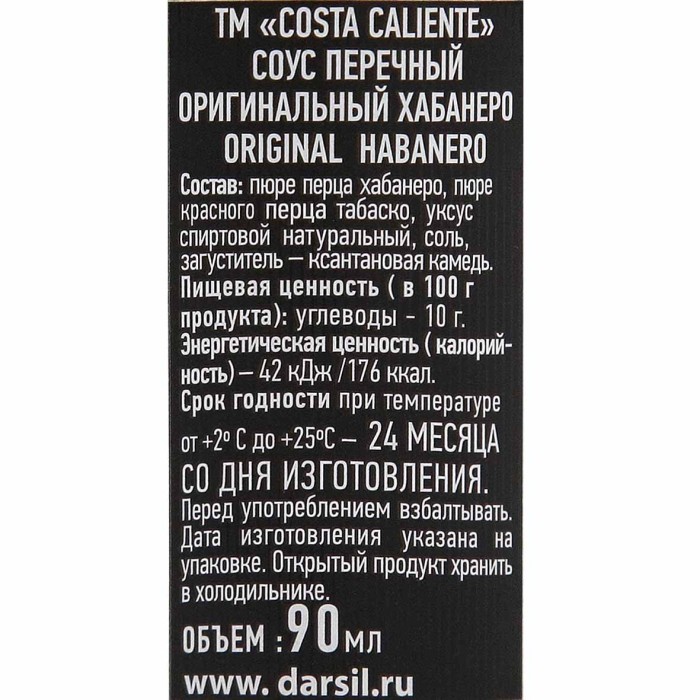 ТМ «COSTA CALIENTE»
СОУС ПЕРЕЧНЫЙ
ОРИГИНАЛЬНЫЙ ХАБАНЕРО
ORIGINAL HABANERO
Состав: пюре перца хабанеро, пюре
красного перца табаско, уксус
спиртовой натуральный, соль,
загуститель – ксантановая камедь.
Пищевая ценность ( в 100 г
продукта): углеводы - 10 г.
Энергетическая ценность ( калорий-
ность) – 42 кДж /176 ккал.
Срок годности при температуре
от +2º С до +25ºС – 24 МЕСЯЦА
СО ДНЯ ИЗГОТОВЛЕНИЯ.
Перед употреблением взбалтывать.
Дата изготовления указана на
упаковке. Открытый продукт хранить
в холодильнике.
ОБЪЕМ : 90 мл
www. darsil.ru